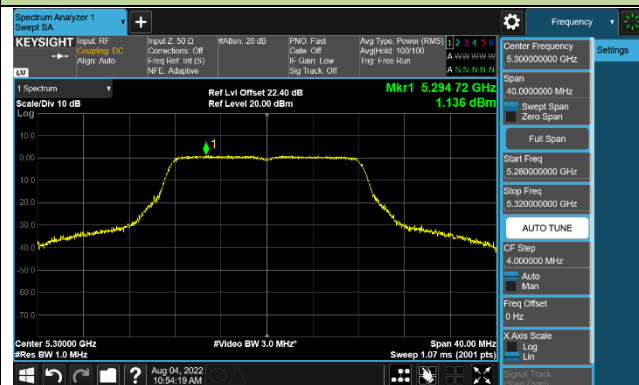 Spectrum Analyzer 1
Swept SA
+
Frequency
KEYSIGHT
Input: RF
Coupling: DC
Align: Auto
Input Z: 50 Ω
Corrections: Off
Freq Ref: Int (S)
NFE: Adaptive
#Atten: 20 dB
PNO: Fast
Gate: Off
IF Gain: Low
Sig Track: Off
Avg Type: Power (RMS)
Avg|Hold: 100/100
Trig: Free Run
1 2 3 4 5 6
A W W W W W
A N N N N N
LXI
1 Spectrum
Scale/Div 10 dB
Log
Ref Lvl Offset 22.40 dB
Ref Level 20.00 dBm
Mkr1 5.294 72 GHz
1.136 dBm
1
10.0
0.00
-10.0
-20.0
-30.0
-40.0
-50.0
-60.0
-70.0
Center 5.30000 GHz
#Res BW 1.0 MHz
#Video BW 3.0 MHz*
Span 40.00 MHz
Sweep 1.07 ms (2001 pts)
?
Aug 04, 2022
10:54:19 AM
Settings
Center Frequency
5.300000000 GHz
Span
40.0000000 MHz
Swept Span
Zero Span
Full Span
Start Freq
5.280000000 GHz
Stop Freq
5.320000000 GHz
AUTO TUNE
CF Step
4.000000 MHz
Auto
Man
Freq Offset
0 Hz
X Axis Scale
Log
Lin
Signal Track
(Span Zoom)